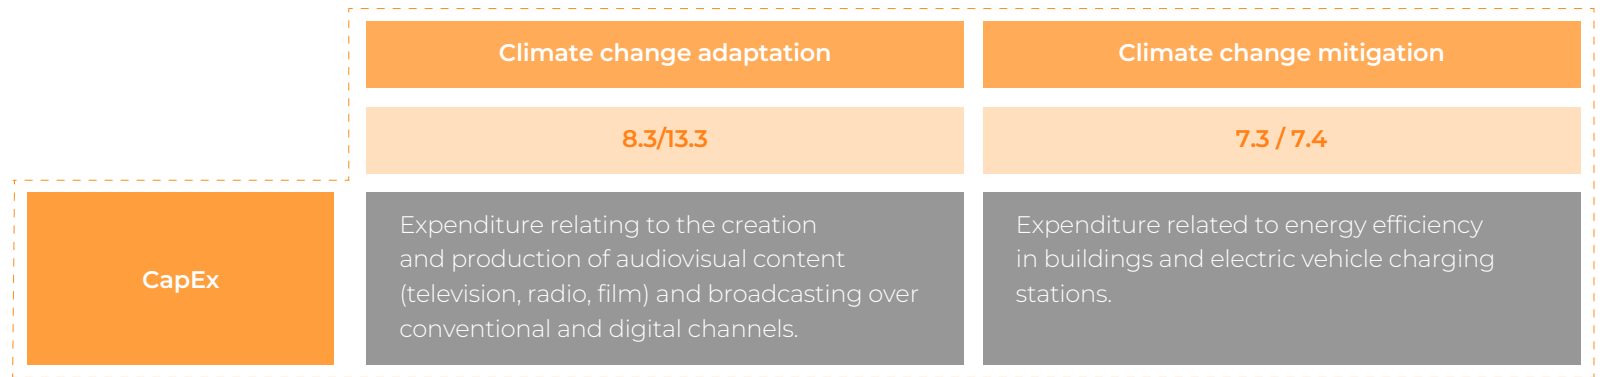 Climate change adaptation
Climate change mitigation
8.3/13.3
7.3 / 7.4
CapEx
Expenditure relating to the creation
and production of audiovisual content
(television, radio, film) and broadcasting over
conventional and digital channels.
Expenditure related to energy efficiency
in buildings and electric vehicle charging
stations.